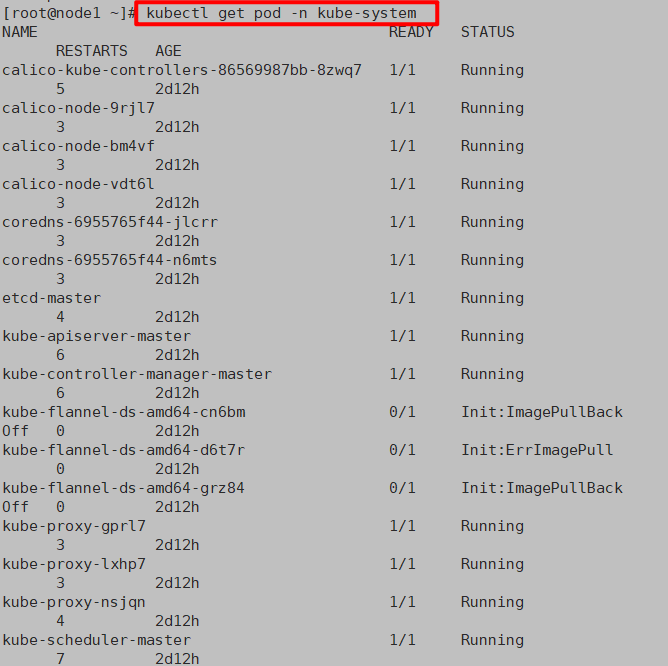 [root@node1 ~]# kubectl get pod -n kube-system
NAME                                       READY   STATUS
      RESTARTS   AGE
calico-kube-controllers-86569987bb-8zwq7   1/1     Running
      5          2d12h
calico-node-9rjl7                          1/1     Running
      3          2d12h
calico-node-bm4vf                          1/1     Running
      3          2d12h
calico-node-vdt6l                          1/1     Running
      3          2d12h
coredns-6955765f44-jlcrr                   1/1     Running
      3          2d12h
coredns-6955765f44-n6mts                   1/1     Running
      3          2d12h
etcd-master                                1/1     Running
      4          2d12h
kube-apiserver-master                      1/1     Running
      6          2d12h
kube-controller-manager-master             1/1     Running
      6          2d12h
kube-flannel-ds-amd64-cn6bm                0/1     Init:ImagePullBack
Off   0          2d12h
kube-flannel-ds-amd64-d6t7r                0/1     Init:ErrImagePull
      0          2d12h
kube-flannel-ds-amd64-grz84                0/1     Init:ImagePullBack
Off   0          2d12h
kube-proxy-gprl7                           1/1     Running
      3          2d12h
kube-proxy-lxhp7                           1/1     Running
      3          2d12h
kube-proxy-nsjqn                           1/1     Running
      4          2d12h
kube-scheduler-master                      1/1     Running
      7          2d12h